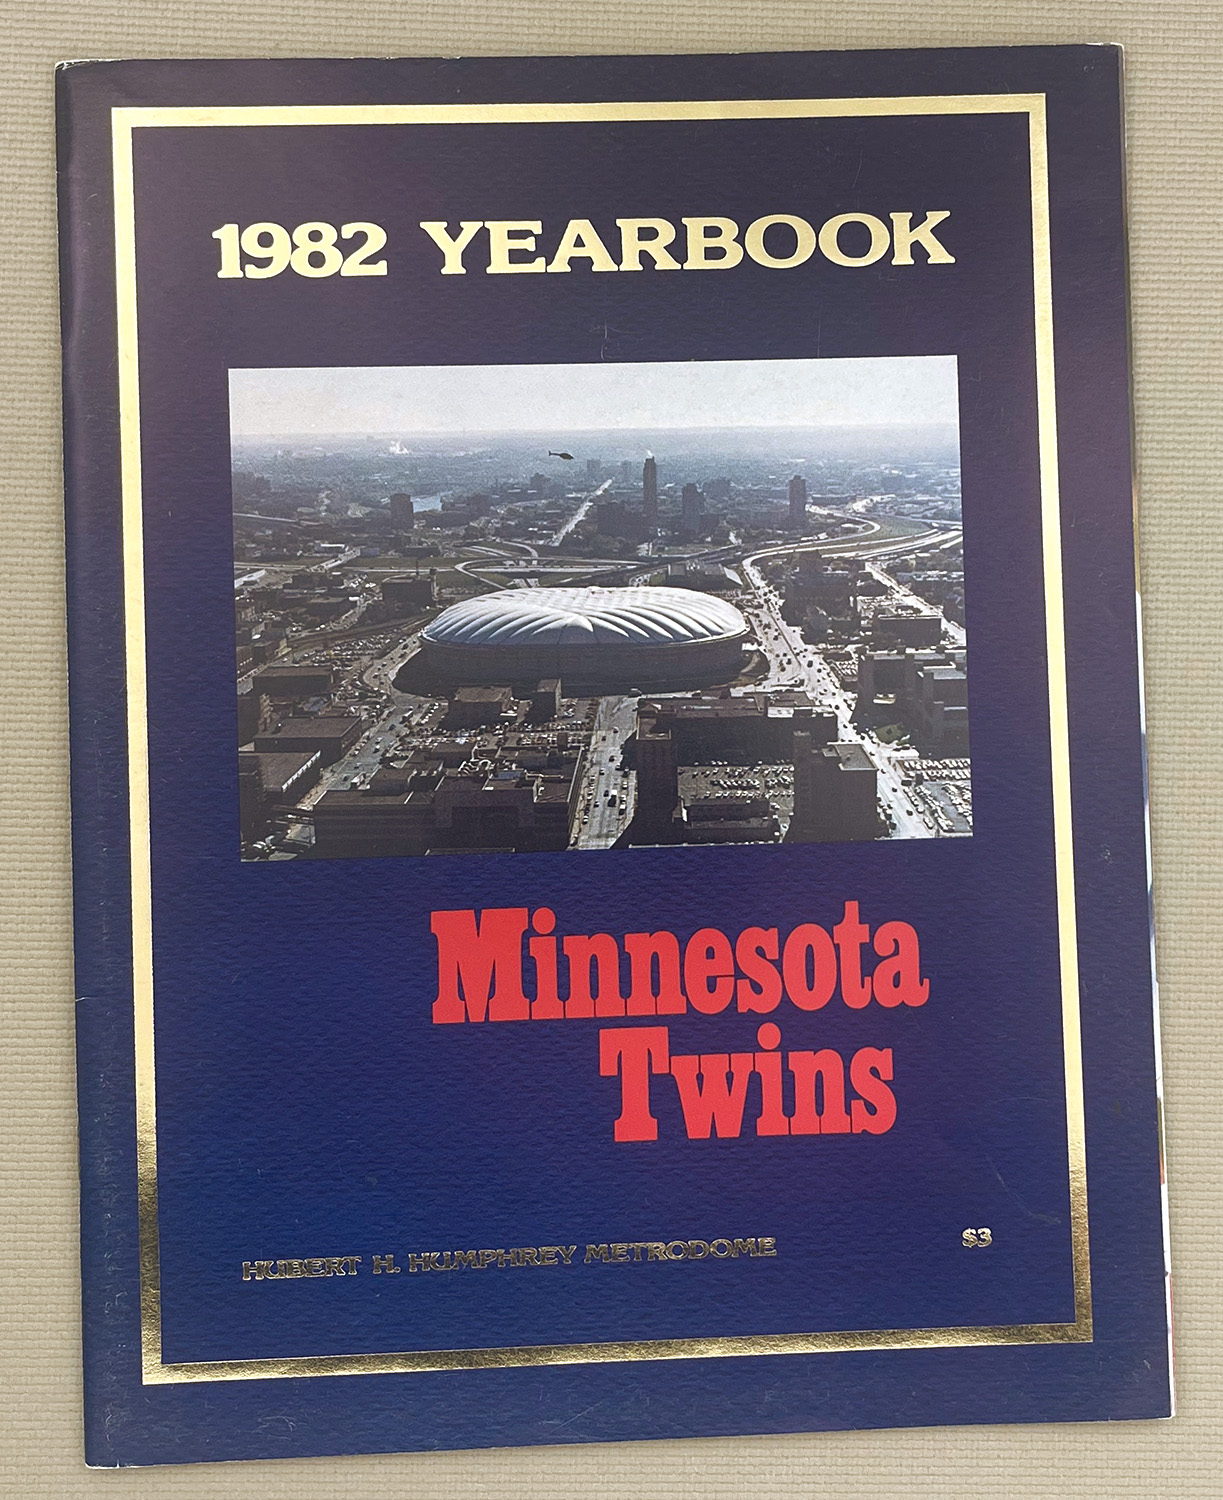 1982 YEARBOOK
Minnesota
Twins
HUBERT H. HUMPHREY METRODOME
$3